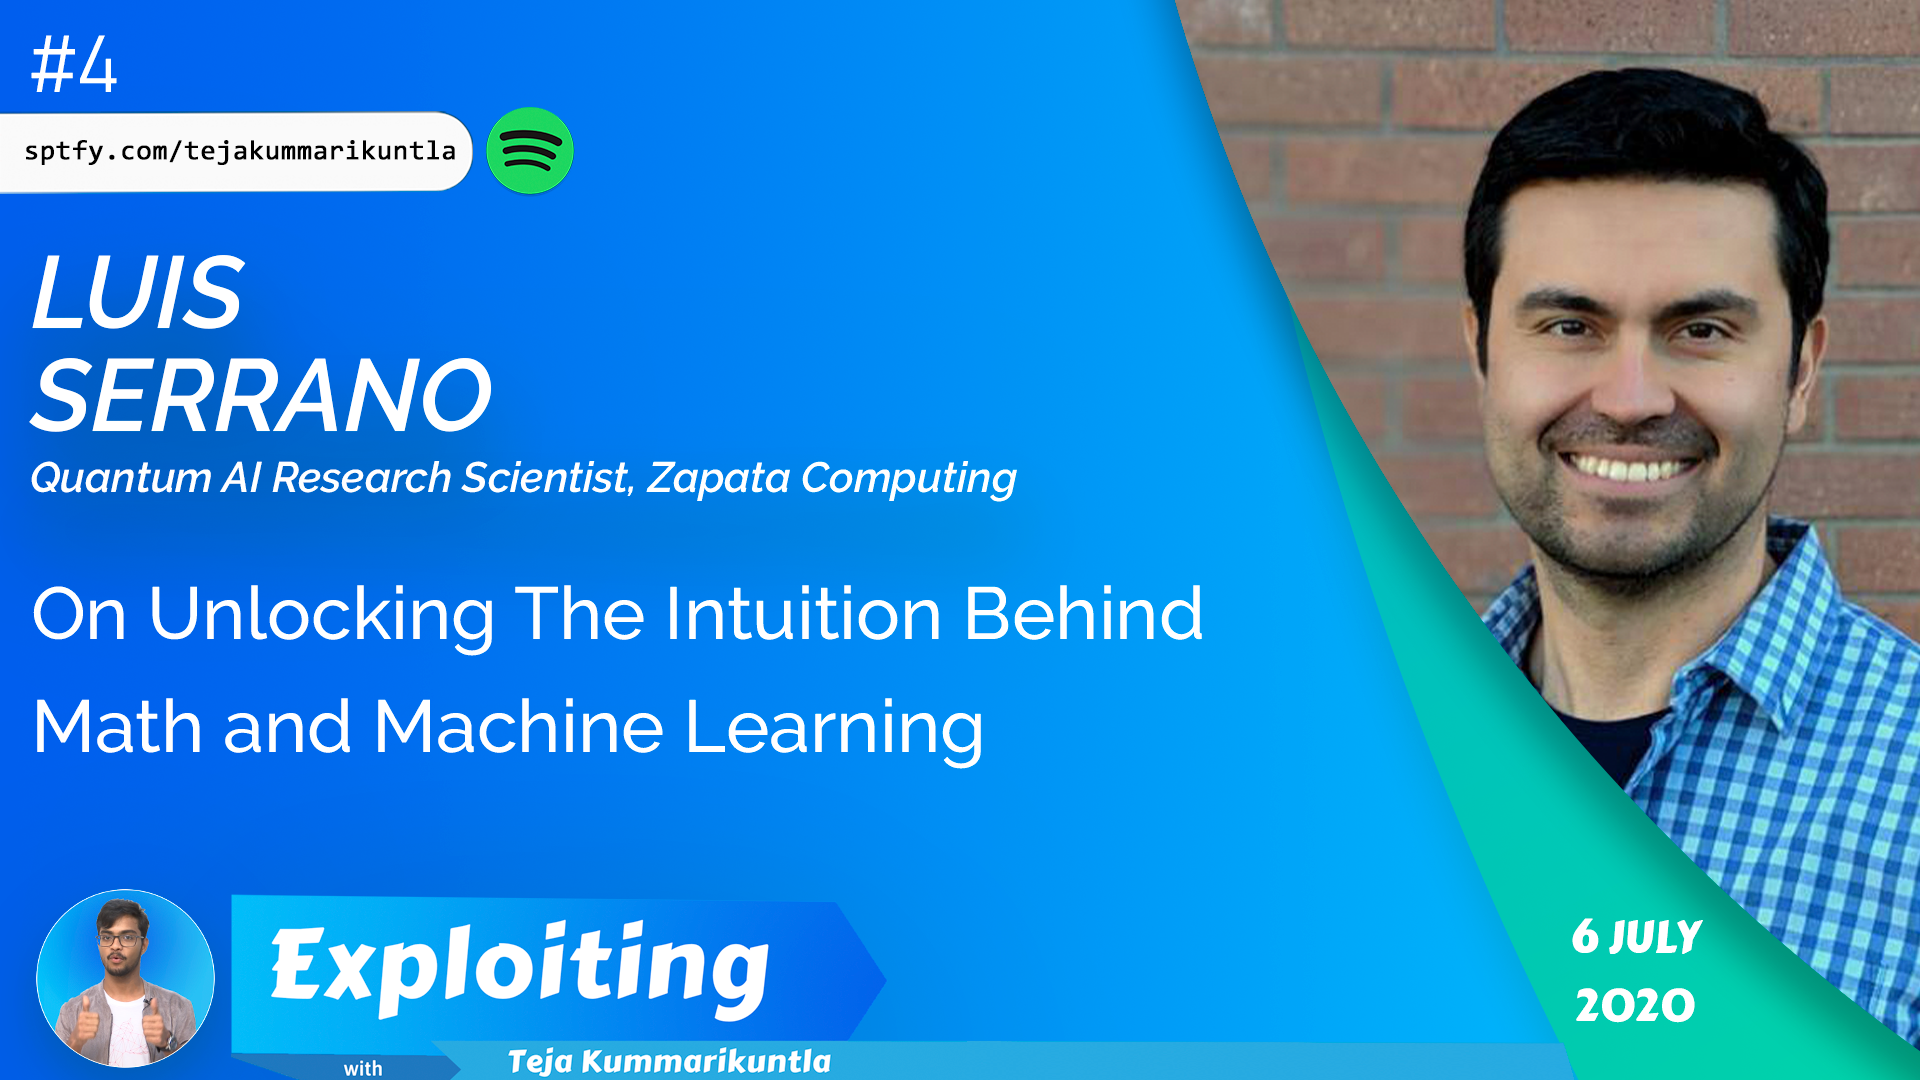 #4
sptfy.com/tejakummarikuntla
LUIS
SERRANO
Quantum AI Research Scientist, Zapata Computing
On Unlocking The Intuition Behind
Math and Machine Learning
Exploiting
with Teja Kummarikuntla
6 JULY
2020